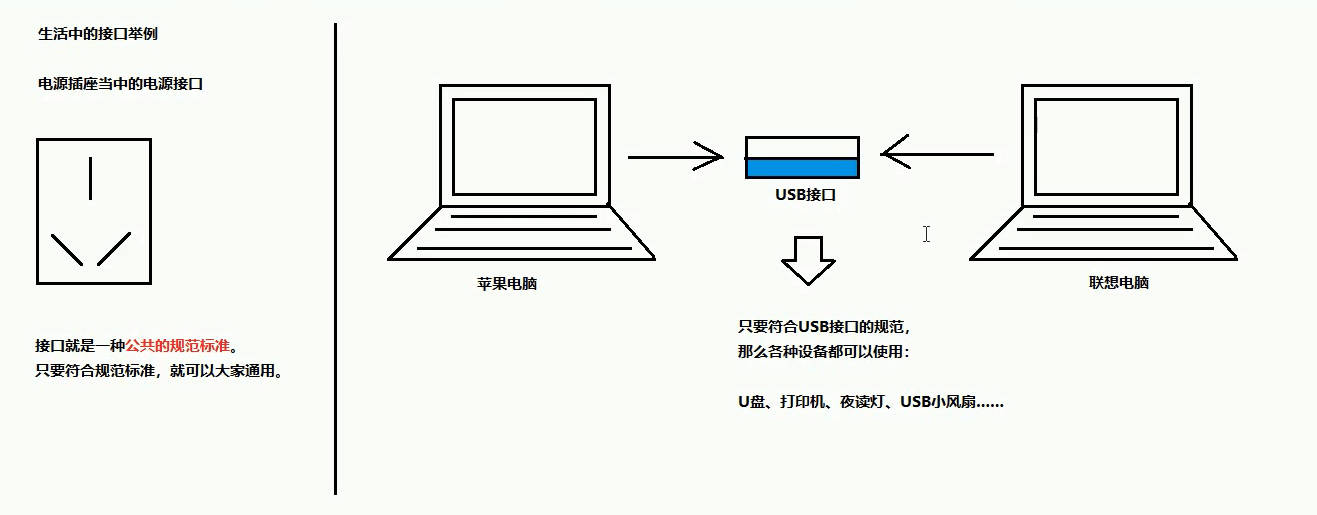 生活中的接口举例
电源插座当中的电源接口
接口就是一种公共的规范标准。
只要符合规范标准，就可以大家通用。
苹果电脑
USB接口
联想电脑
只要符合USB接口的规范，
那么各种设备都可以使用：
U盘、打印机、夜读灯、USB小风扇……